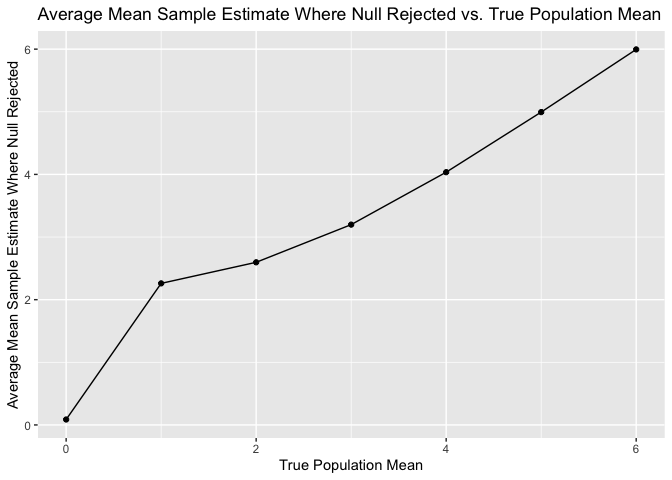 Average Mean Sample Estimate Where Null Rejected vs. True Population Mean
Average Mean Sample Estimate Where Null Rejected
6
4
2
0
0
2
4
6
True Population Mean